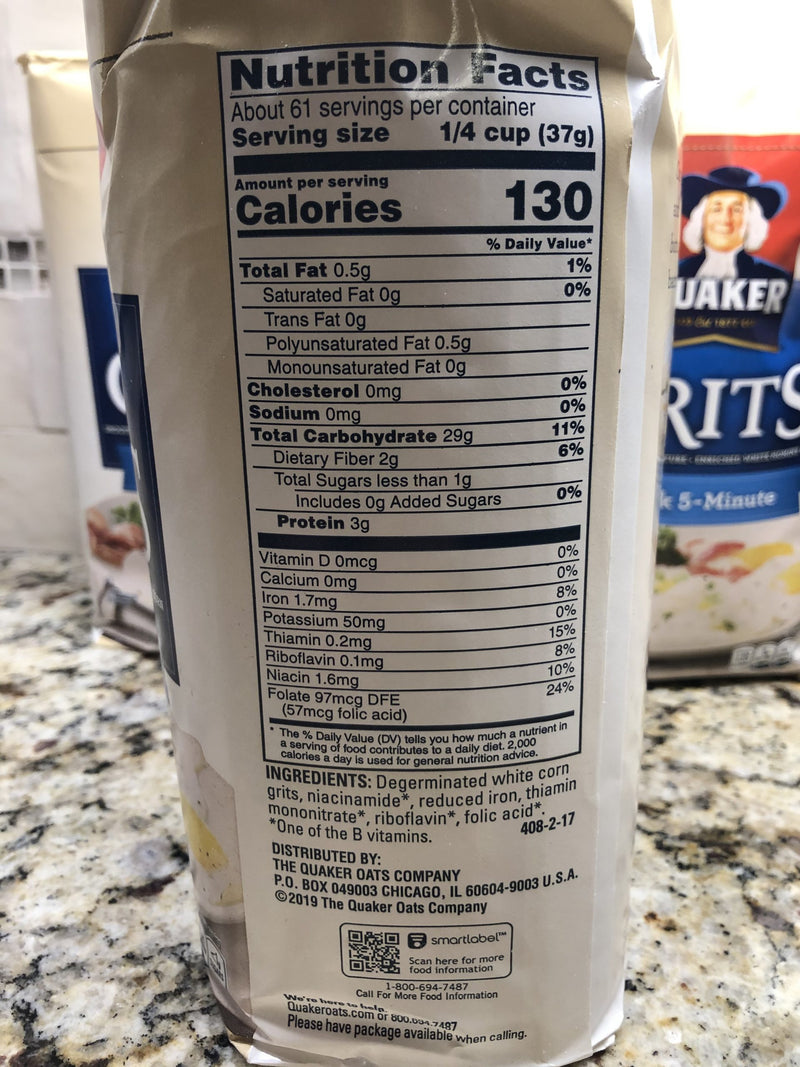 Nutrition Facts
About 61 servings per container
Serving size 1/4 cup (37g)
Amount per serving
Calories 130
% Daily Value*
Total Fat 0.5g 1%
Saturated Fat 0g 0%
Trans Fat 0g
Polyunsaturated Fat 0.5g
Monounsaturated Fat 0g
Cholesterol 0mg 0%
Sodium 0mg 0%
Total Carbohydrate 29g 11%
Dietary Fiber 2g 6%
Total Sugars less than 1g
Includes 0g Added Sugars 0%
Protein 3g
Vitamin D 0mcg 0%
Calcium 0mg 0%
Iron 1.7mg 8%
Potassium 50mg 0%
Thiamin 0.2mg 15%
Riboflavin 0.1mg 8%
Niacin 1.6mg 10%
Folate 97mcg DFE 24%
(57mcg folic acid)
* The % Daily Value (DV) tells you how much a nutrient in
a serving of food contributes to a daily diet. 2,000
calories a day is used for general nutrition advice.
INGREDIENTS: Degerminated white corn
grits, niacinamide*, reduced iron, thiamin
mononitrate*, riboflavin*, folic acid*.
*One of the B vitamins. 408-2-17
DISTRIBUTED BY:
THE QUAKER OATS COMPANY
P.O. BOX 049003 CHICAGO, IL 60604-9003 U.S.A.
©2019 The Quaker Oats Company
smartlabel™
Scan here for more
food information
1-800-694-7487
Call For More Food Information
We're here to help.
Quakeroats.com or 800.694.7487
Please have package available when calling.
UAKER
RITS
5-Minute